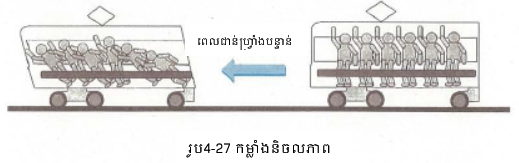 ពេលជាន់ហ្វ្រាំងបន្ទាន់
រូប4-27 កម្លាំងនិចលភាព